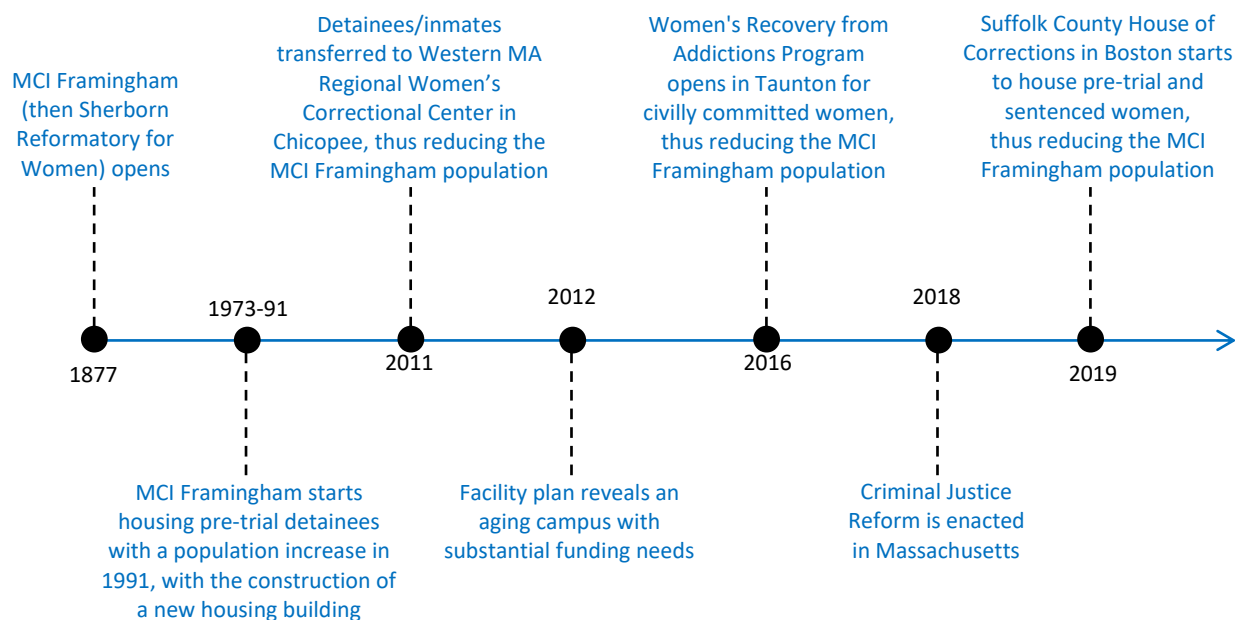 MCI Framingham
(then Sherborn
Reformatory for
Women) opens
Detainees/inmates
transferred to Western MA
Regional Women’s
Correctional Center in
Chicopee, thus reducing the
MCI Framingham population
Women's Recovery from
Addictions Program
opens in Taunton for
civilly committed women,
thus reducing the MCI
Framingham population
Suffolk County House of
Corrections in Boston starts
to house pre-trial and
sentenced women,
thus reducing the MCI
Framingham population
1877
1973-91
2011
2012
2016
2018
2019
MCI Framingham starts
housing pre-trial detainees
with a population increase in
1991, with the construction of
a new housing building
Facility plan reveals an
aging campus with
substantial funding needs
Criminal Justice
Reform is enacted
in Massachusetts